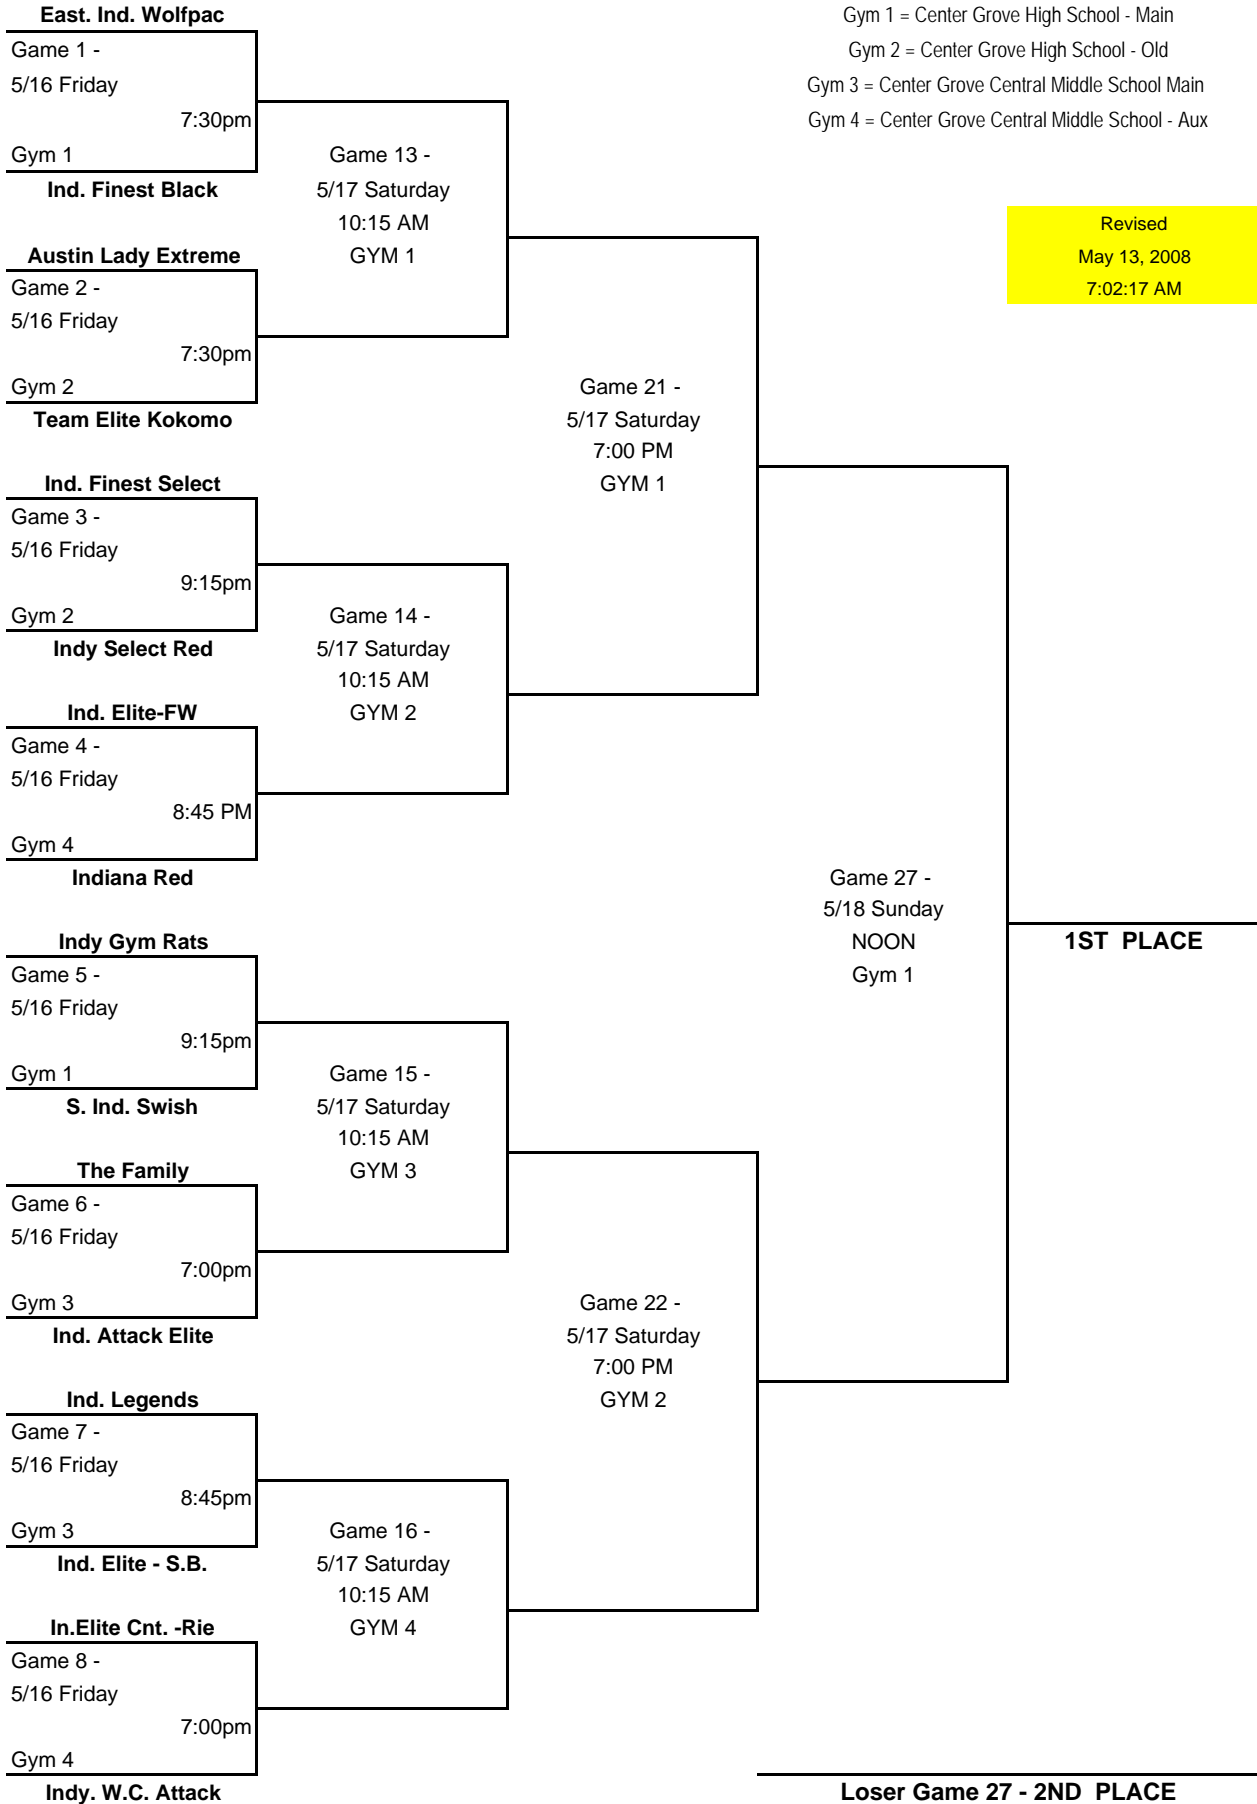 East. Ind. Wolfpac
Game 1 -
5/16 Friday
7:30pm
Gym 1
Ind. Finest Black
Austin Lady Extreme
Game 2 -
5/16 Friday
7:30pm
Gym 2
Team Elite Kokomo
Ind. Finest Select
Game 3 -
5/16 Friday
9:15pm
Gym 2
Indy Select Red
Ind. Elite-FW
Game 4 -
5/16 Friday
8:45 PM
Gym 4
Indiana Red
Indy Gym Rats
Game 5 -
5/16 Friday
9:15pm
Gym 1
S. Ind. Swish
The Family
Game 6 -
5/16 Friday
7:00pm
Gym 3
Ind. Attack Elite
Ind. Legends
Game 7 -
5/16 Friday
8:45pm
Gym 3
Ind. Elite - S.B.
In.Elite Cnt. -Rie
Game 8 -
5/16 Friday
7:00pm
Gym 4
Indy. W.C. Attack
Game 13 -
5/17 Saturday
10:15 AM
GYM 1
Game 14 -
5/17 Saturday
10:15 AM
GYM 2
Game 15 -
5/17 Saturday
10:15 AM
GYM 3
Game 16 -
5/17 Saturday
10:15 AM
GYM 4
Game 21 -
5/17 Saturday
7:00 PM
GYM 1
Game 22 -
5/17 Saturday
7:00 PM
GYM 2
Gym 1 = Center Grove High School - Main
Gym 2 = Center Grove High School - Old
Gym 3 = Center Grove Central Middle School Main
Gym 4 = Center Grove Central Middle School - Aux
Revised
May 13, 2008
7:02:17 AM
Game 27 -
5/18 Sunday
NOON
Gym 1
1ST PLACE
Loser Game 27 - 2ND PLACE